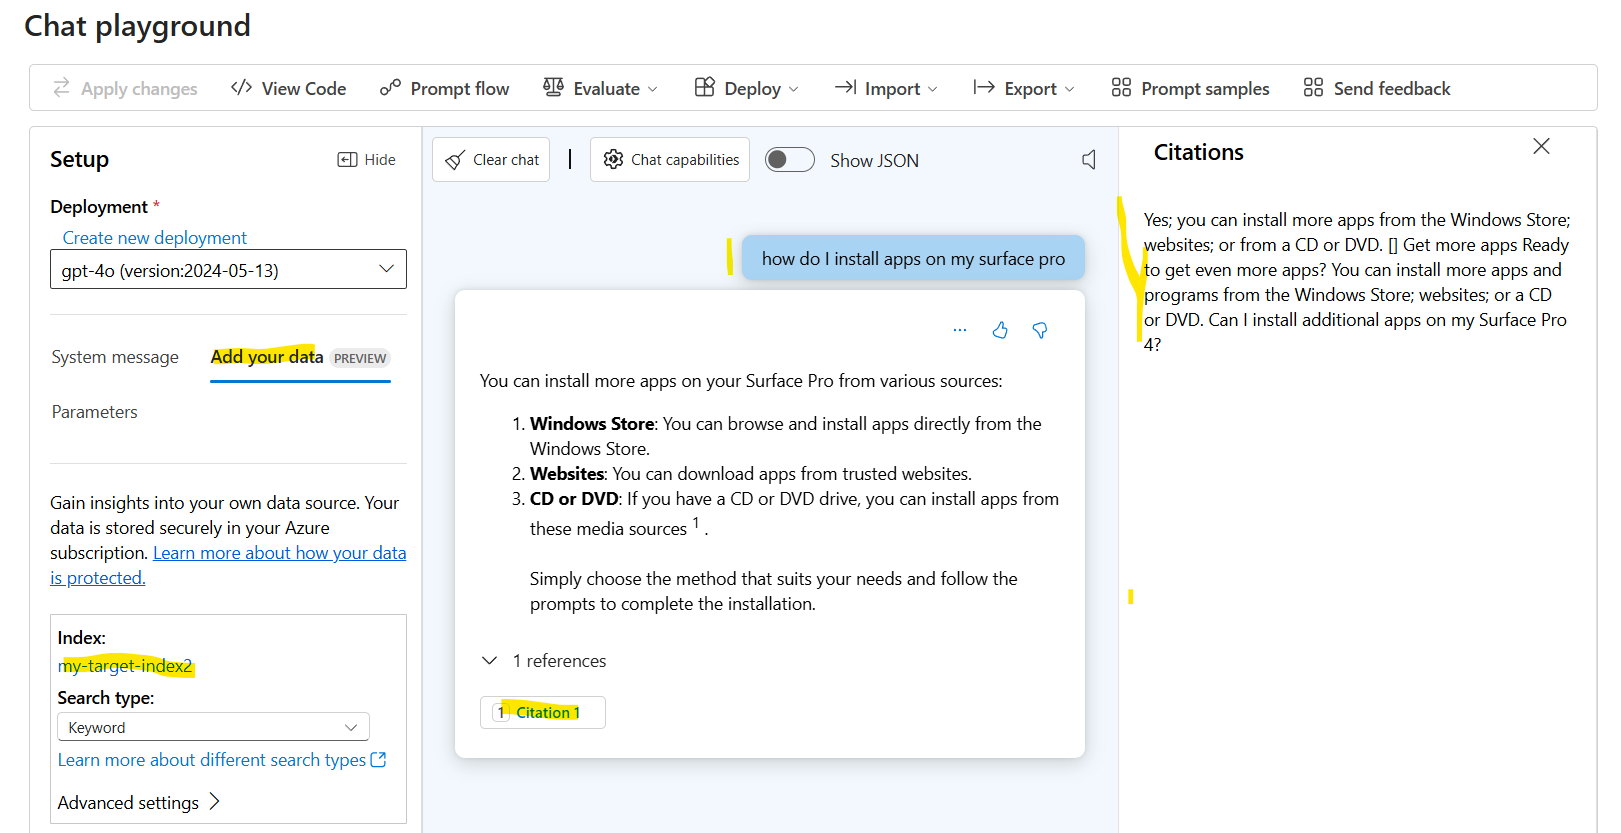 Chat playground
Apply changes
View Code
Prompt flow
Evaluate
Deploy
Import
Export
Prompt samples
Send feedback
Setup
Hide
Deployment *
Create new deployment
gpt-4o (version:2024-05-13)
System message
Add your data PREVIEW
Parameters
Gain insights into your own data source. Your
data is stored securely in your Azure
subscription. Learn more about how your data
is protected.
Index:
my-target-index2
Search type:
Keyword
Learn more about different search types
Advanced settings
Clear chat
Chat capabilities
Show JSON
how do I install apps on my surface pro
You can install more apps on your Surface Pro from various sources:
1. Windows Store: You can browse and install apps directly from the
Windows Store.
2. Websites: You can download apps from trusted websites.
3. CD or DVD: If you have a CD or DVD drive, you can install apps from
these media sources 1 .
Simply choose the method that suits your needs and follow the
prompts to complete the installation.
1 references
1 Citation 1
Citations
Yes; you can install more apps from the Windows Store;
websites; or from a CD or DVD. [] Get more apps Ready
to get even more apps? You can install more apps and
programs from the Windows Store; websites; or a CD
or DVD. Can I install additional apps on my Surface Pro
4?